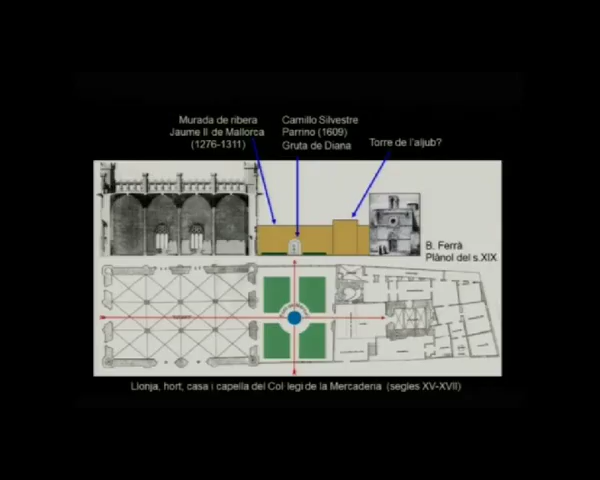 Murada de ribera
Jaume II de Mallorca
(1276-1311)
Camillo Silvestre
Parrino (1609)
Gruta de Diana
Torre de l'aljub?
B. Ferrà
Plànol del s.XIX
Llonja, hort, casa i capella del Col·legi de la Mercaderia (segles XV-XVII)